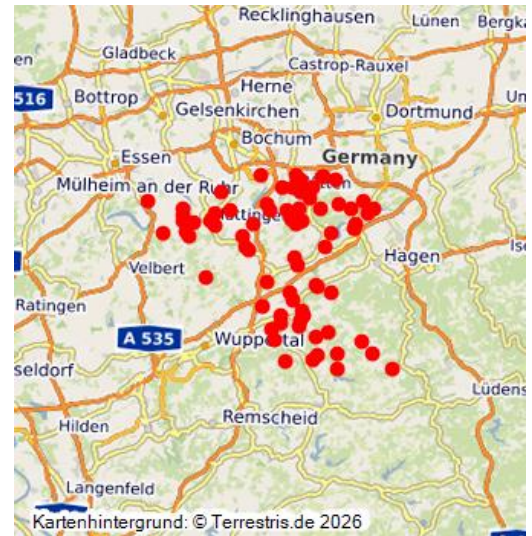 Recklinghausen
Lünen
Gladbeck
Castrop-Rauxel
Herne
516
Bottrop
Gelsenkirchen
Dortmund
Bochum
Essen
Germany
Mülheim an der Ruhr
Hagen
Velbert
Ratingen
A 535
Wuppertal
Remscheid
Hilden
Langenfeld
Kartenhintergrund: © Terrestris.de 2026